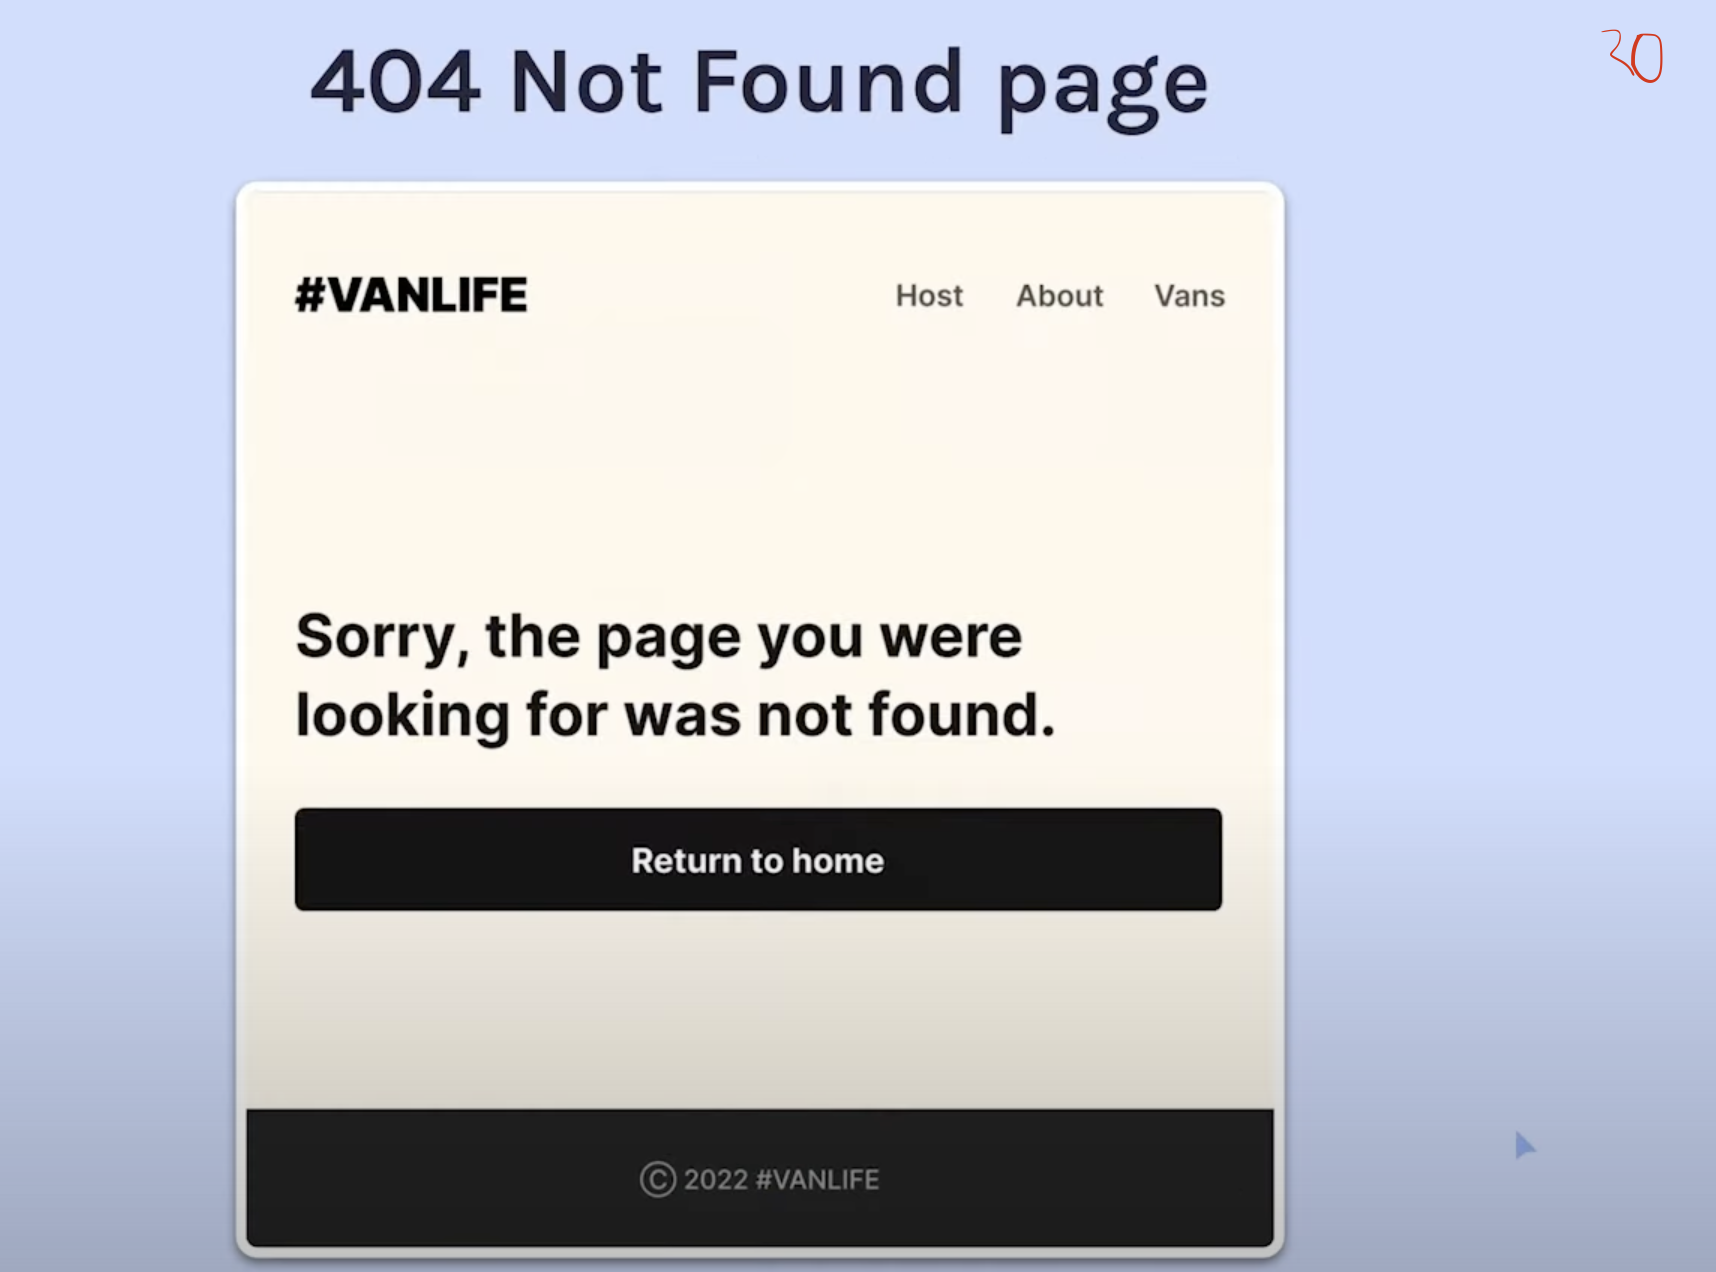 404 Not Found page
30
#VANLIFE
Host About Vans
Sorry, the page you were
looking for was not found.
Return to home
© 2022 #VANLIFE